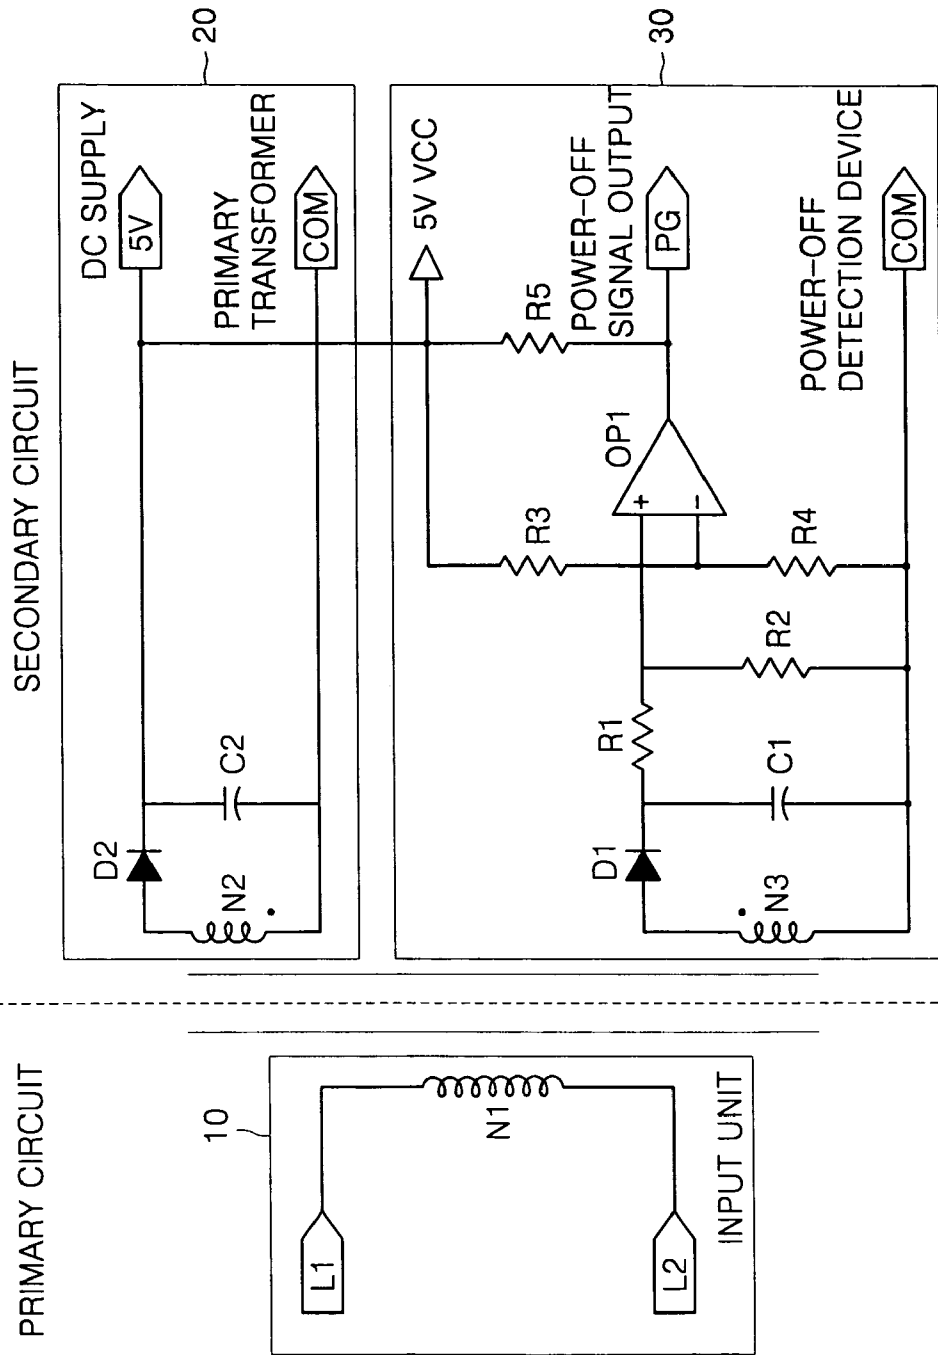 PRIMARY CIRCUIT
SECONDARY CIRCUIT
10
L1
L2
N1
INPUT UNIT
20
D2
N2
C2
DC SUPPLY
5V
PRIMARY
TRANSFORMER
COM
30
5V VCC
D1
N3
C1
R1
R2
R3
R4
R5
OP1
+
−
POWER−OFF
SIGNAL OUTPUT
PG
POWER−OFF
DETECTION DEVICE
COM